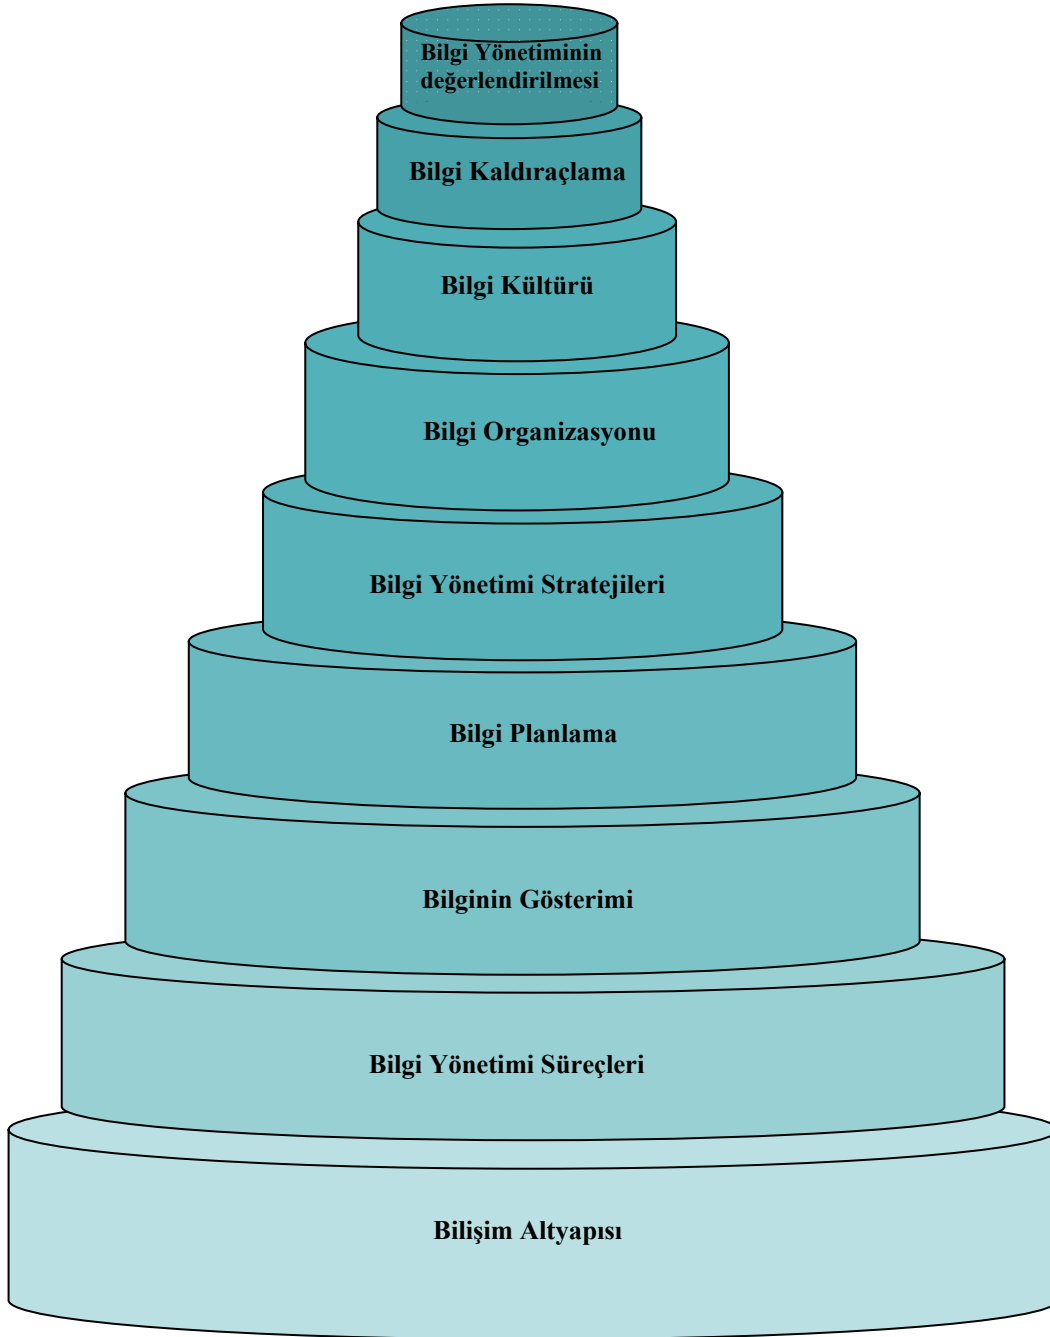 Bilgi Yönetiminin
değerlendirilmesi
Bilgi Kaldıraçlama
Bilgi Kültürü
Bilgi Organizasyonu
Bilgi Yönetimi Stratejileri
Bilgi Planlama
Bilginin Gösterimi
Bilgi Yönetimi Süreçleri
Bilişim Altyapısı